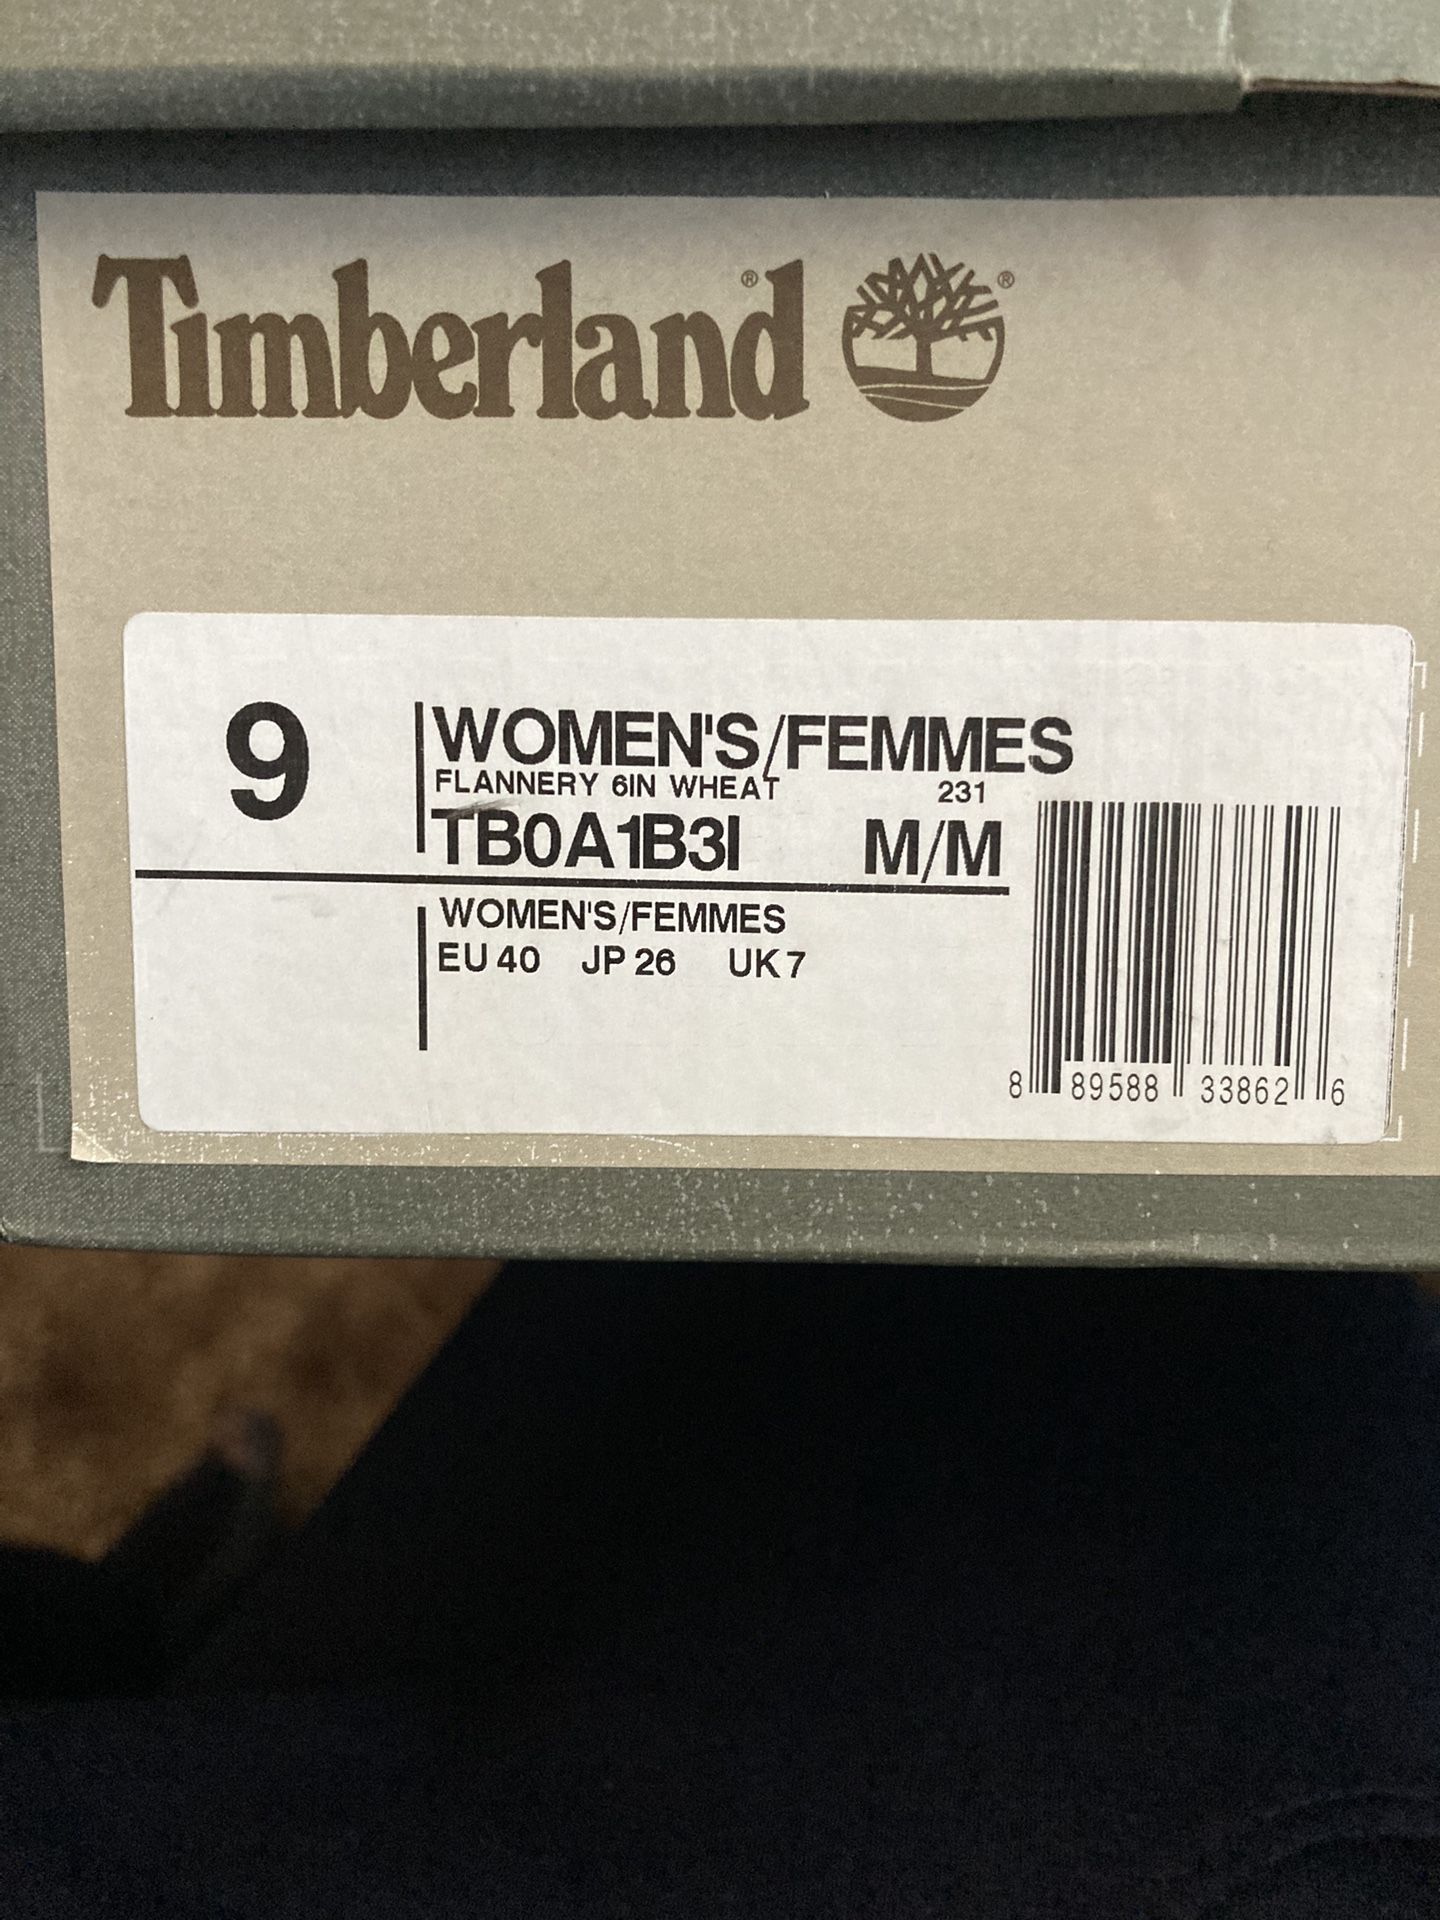 Timberland® ®
9
WOMEN'S/FEMMES
FLANNERY 6IN WHEAT 231
TB0A1B3I M/M
WOMEN'S/FEMMES
EU 40 JP 26 UK 7
8 89588 33862 6